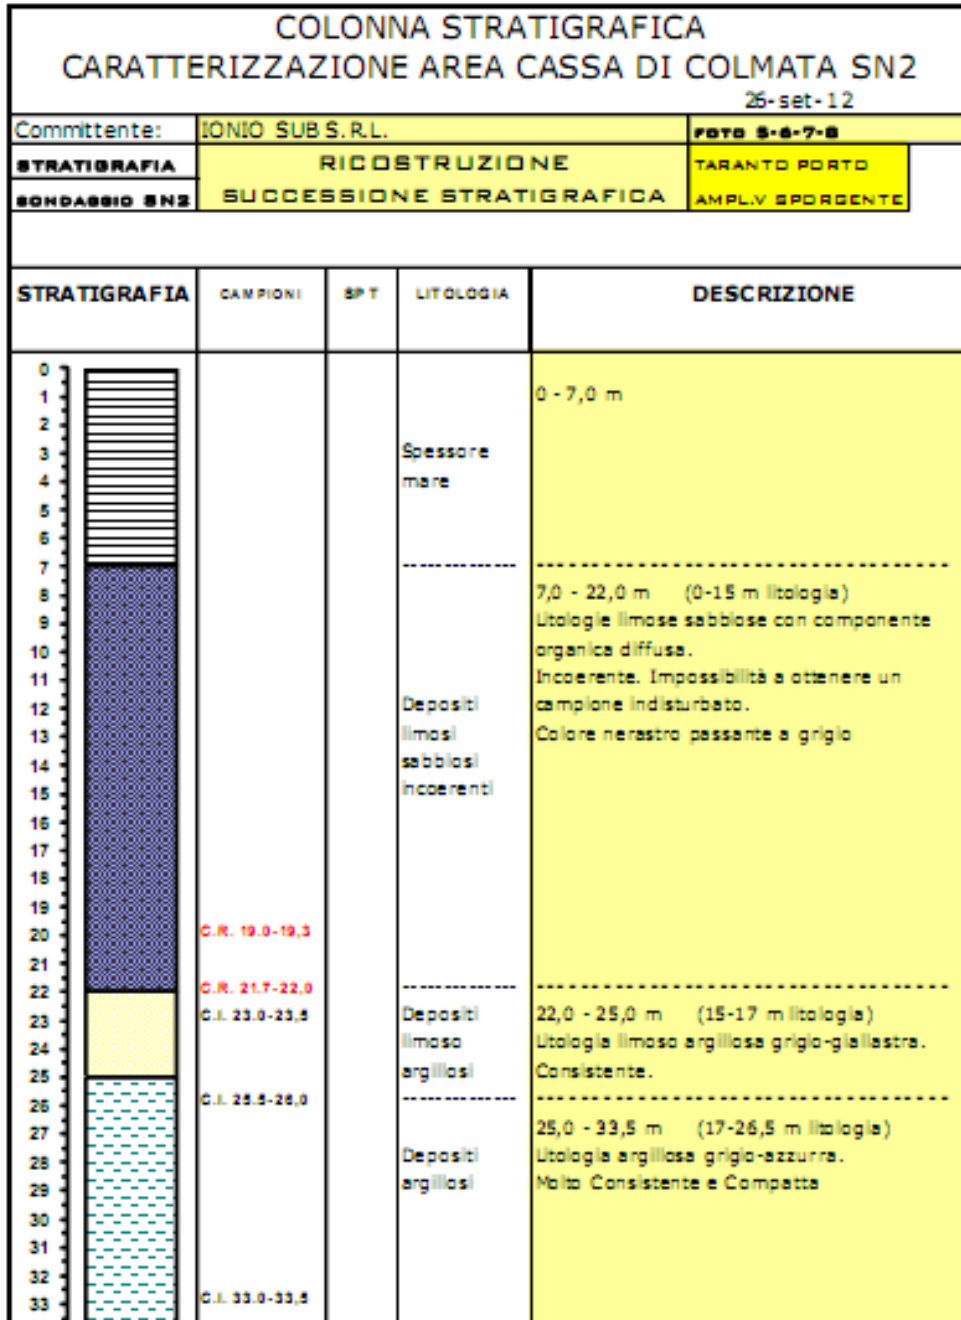 COLONNA STRATIGRAFICA
CARATTERIZZAZIONE AREA CASSA DI COLMATA SN2
26-set-12
Committente: IONIO SUB S.R.L. FOTO 5-6-7-8
STRATIGRAFIA RICOSTRUZIONE TARANTO PORTO
SONDAGGIO SN2 SUCCESSIONE STRATIGRAFICA AMPL.V SPORGENTE
STRATIGRAFIA CAMPIONI SPT LITOLOGIA DESCRIZIONE
0
1 0 - 7,0 m
2
3 Spessore
4 mare
5
6
7
8 7,0 - 22,0 m (0-15 m litologia)
9 Litologie limose sabbiose con componente
10 organica diffusa.
11 Incoerente. Impossibilità a ottenere un
12 Depositi campione indisturbato.
13 limosi Colore nerastro passante a grigio
14 sabbiosi
15 incoerenti
16
17
18
19
20 C.R. 19.0-19,3
21
22 C.R. 21.7-22,0
23 C.I. 23.0-23,5 Depositi 22,0 - 25,0 m (15-17 m litologia)
24 limoso Litologia limoso argillosa grigio-giallastra.
25 argillosi Consistente.
26 C.I. 25.5-26,0
27 25,0 - 33,5 m (17-26,5 m litologia)
28 Depositi Litologia argillosa grigio-azzurra.
29 argillosi Molto Consistente e Compatta
30
31
32
33 C.I. 33.0-33,5